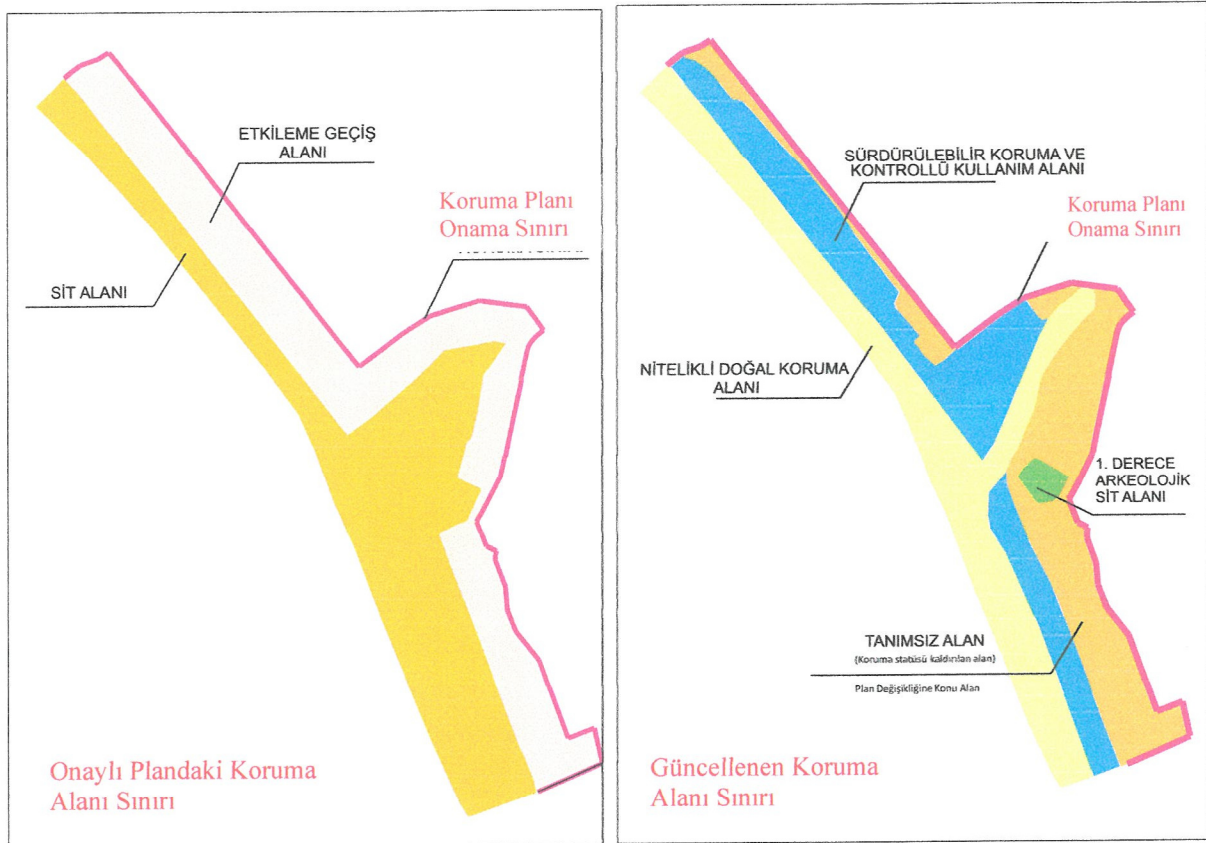 ETKİLEME GEÇİŞ
ALANI
Koruma Planı
Onama Sınırı
SİT ALANI
Onaylı Plandaki Koruma
Alanı Sınırı
SÜRDÜRÜLEBİLİR KORUMA VE
KONTROLLÜ KULLANIM ALANI
Koruma Planı
Onama Sınırı
NİTELİKLİ DOĞAL KORUMA
ALANI
1. DERECE
ARKEOLOJİK
SİT ALANI
TANIMSIZ ALAN
(Koruma statüsü kaldırılan alan)
Plan Değişikliğine Konu Alan
Güncellenen Koruma
Alanı Sınırı